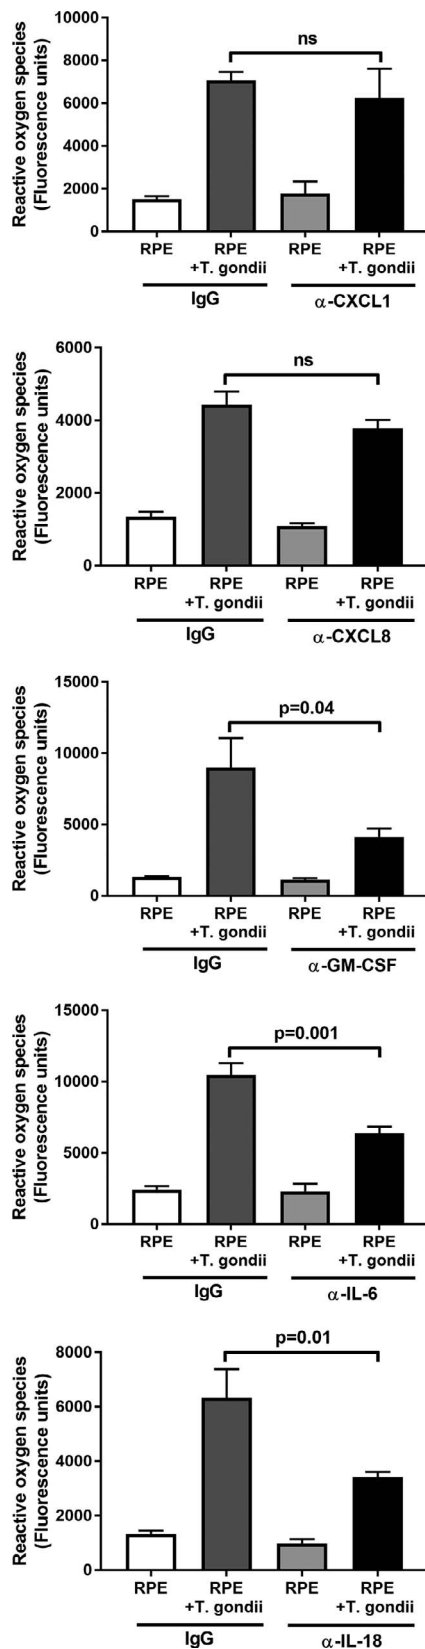 Reactive oxygen species
(Fluorescence units)
10000
8000
6000
4000
2000
0
ns
RPE RPE RPE RPE
+T. gondii +T. gondii
IgG α-CXCL1
Reactive oxygen species
(Fluorescence units)
6000
4000
2000
0
ns
RPE RPE RPE RPE
+T. gondii +T. gondii
IgG α-CXCL8
Reactive oxygen species
(Fluorescence units)
15000
10000
5000
0
p=0.04
RPE RPE RPE RPE
+T. gondii +T. gondii
IgG α-GM-CSF
Reactive oxygen species
(Fluorescence units)
15000
10000
5000
0
p=0.001
RPE RPE RPE RPE
+T. gondii +T. gondii
IgG α-IL-6
Reactive oxygen species
(Fluorescence units)
8000
6000
4000
2000
0
p=0.01
RPE RPE RPE RPE
+T. gondii +T. gondii
IgG α-IL-18